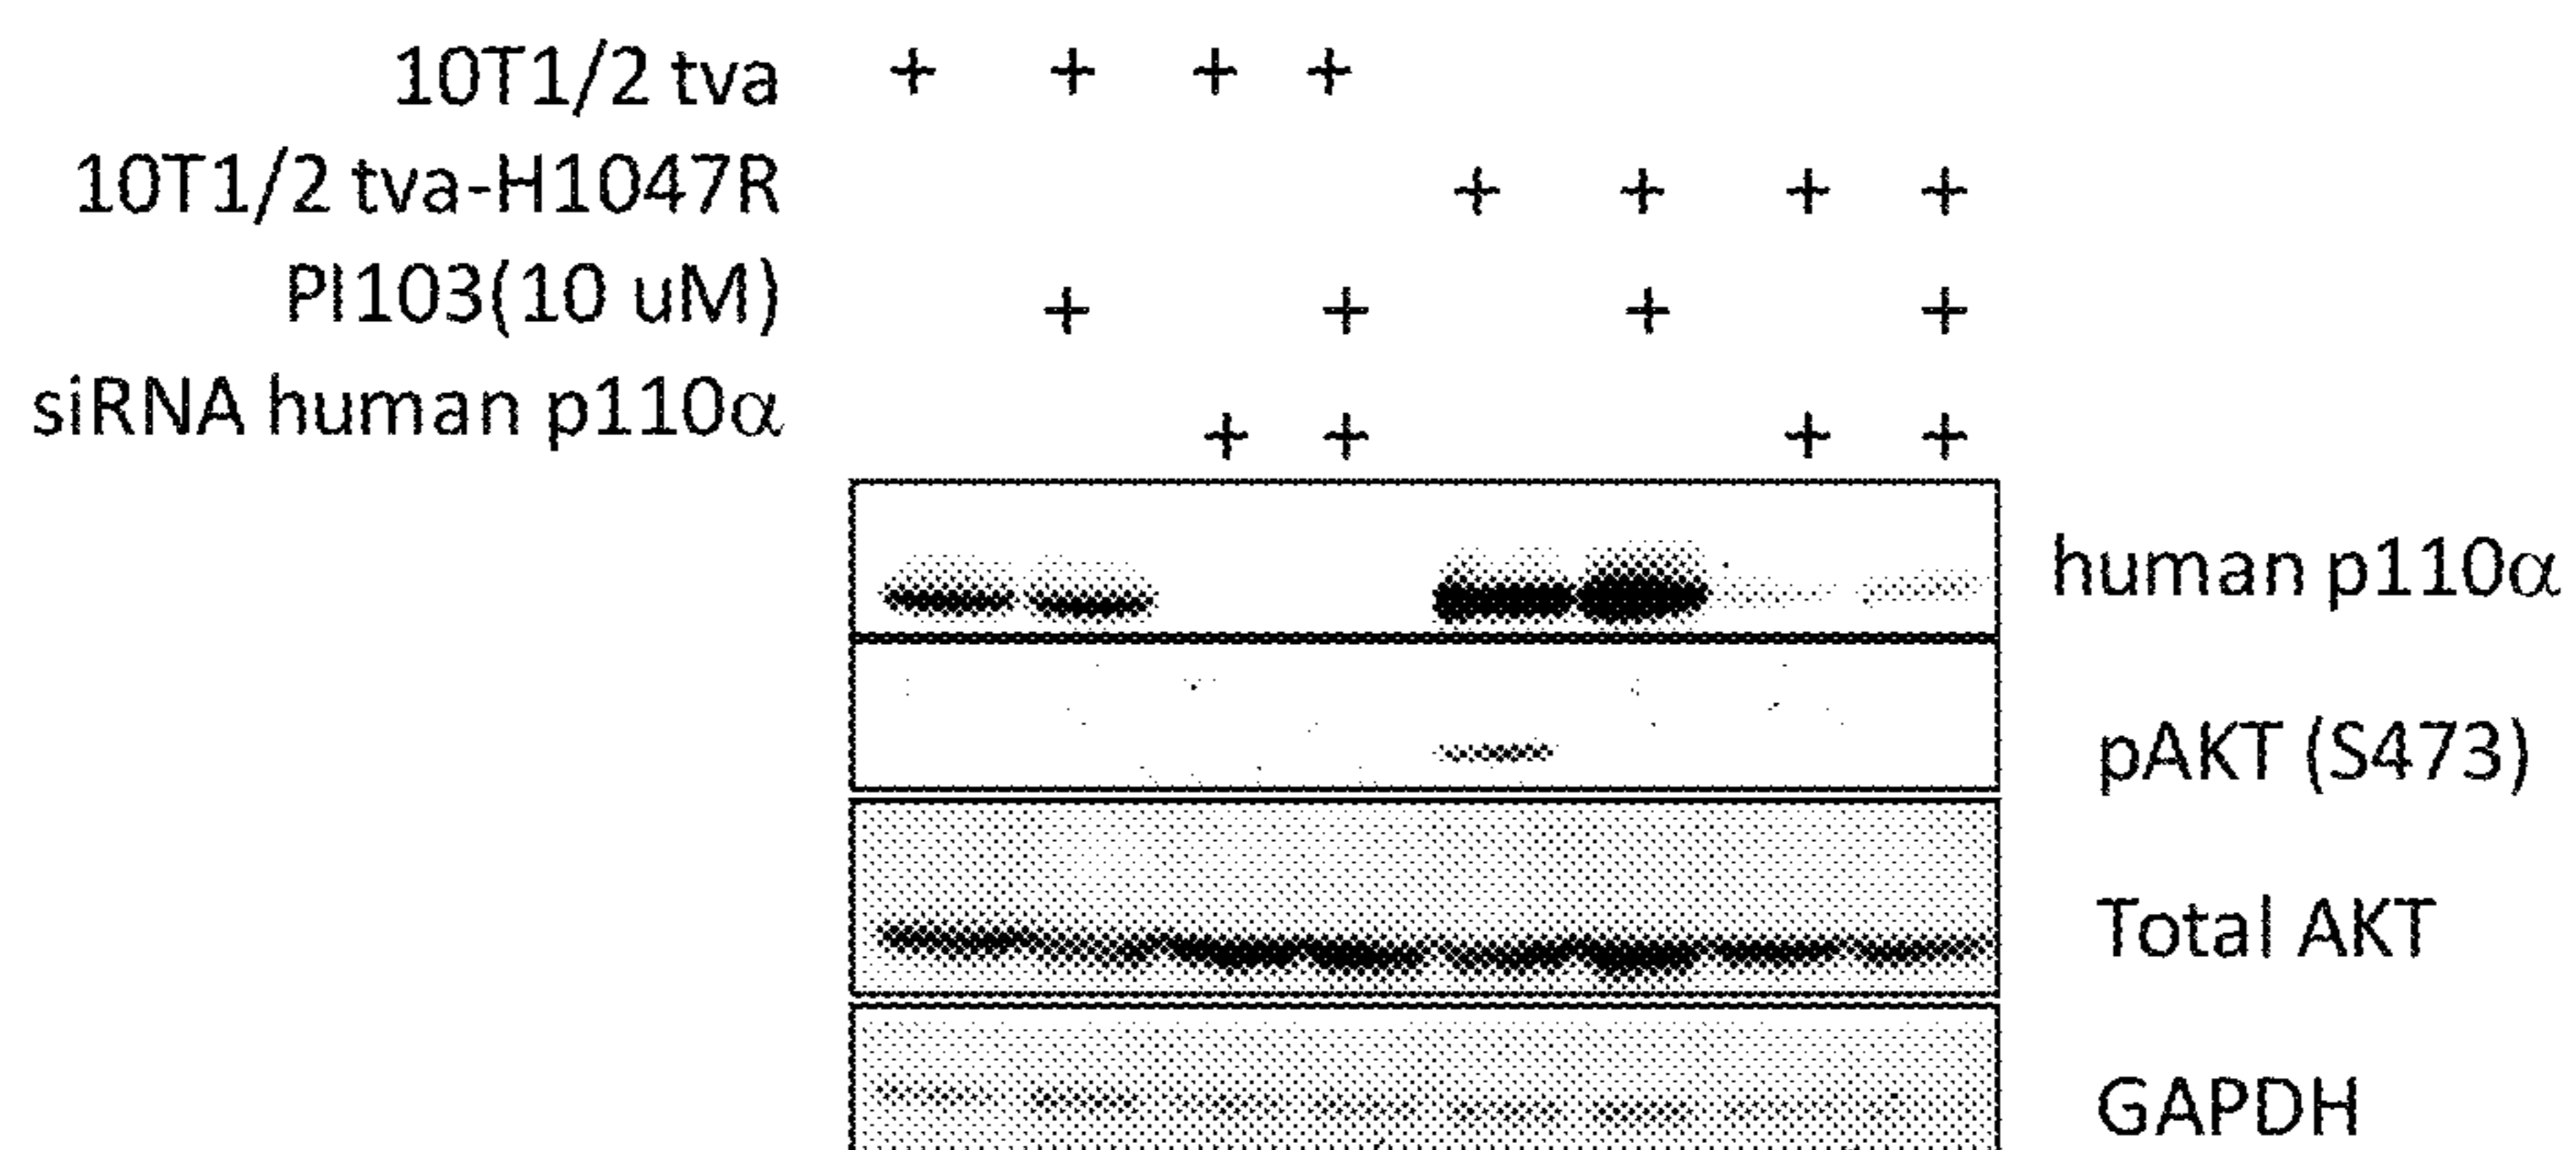 10T1/2 tva + + + +
10T1/2 tva-H1047R + + + +
PI103(10 uM) + + + +
siRNA human p110α + + + +
human p110α
pAKT (S473)
Total AKT
GAPDH